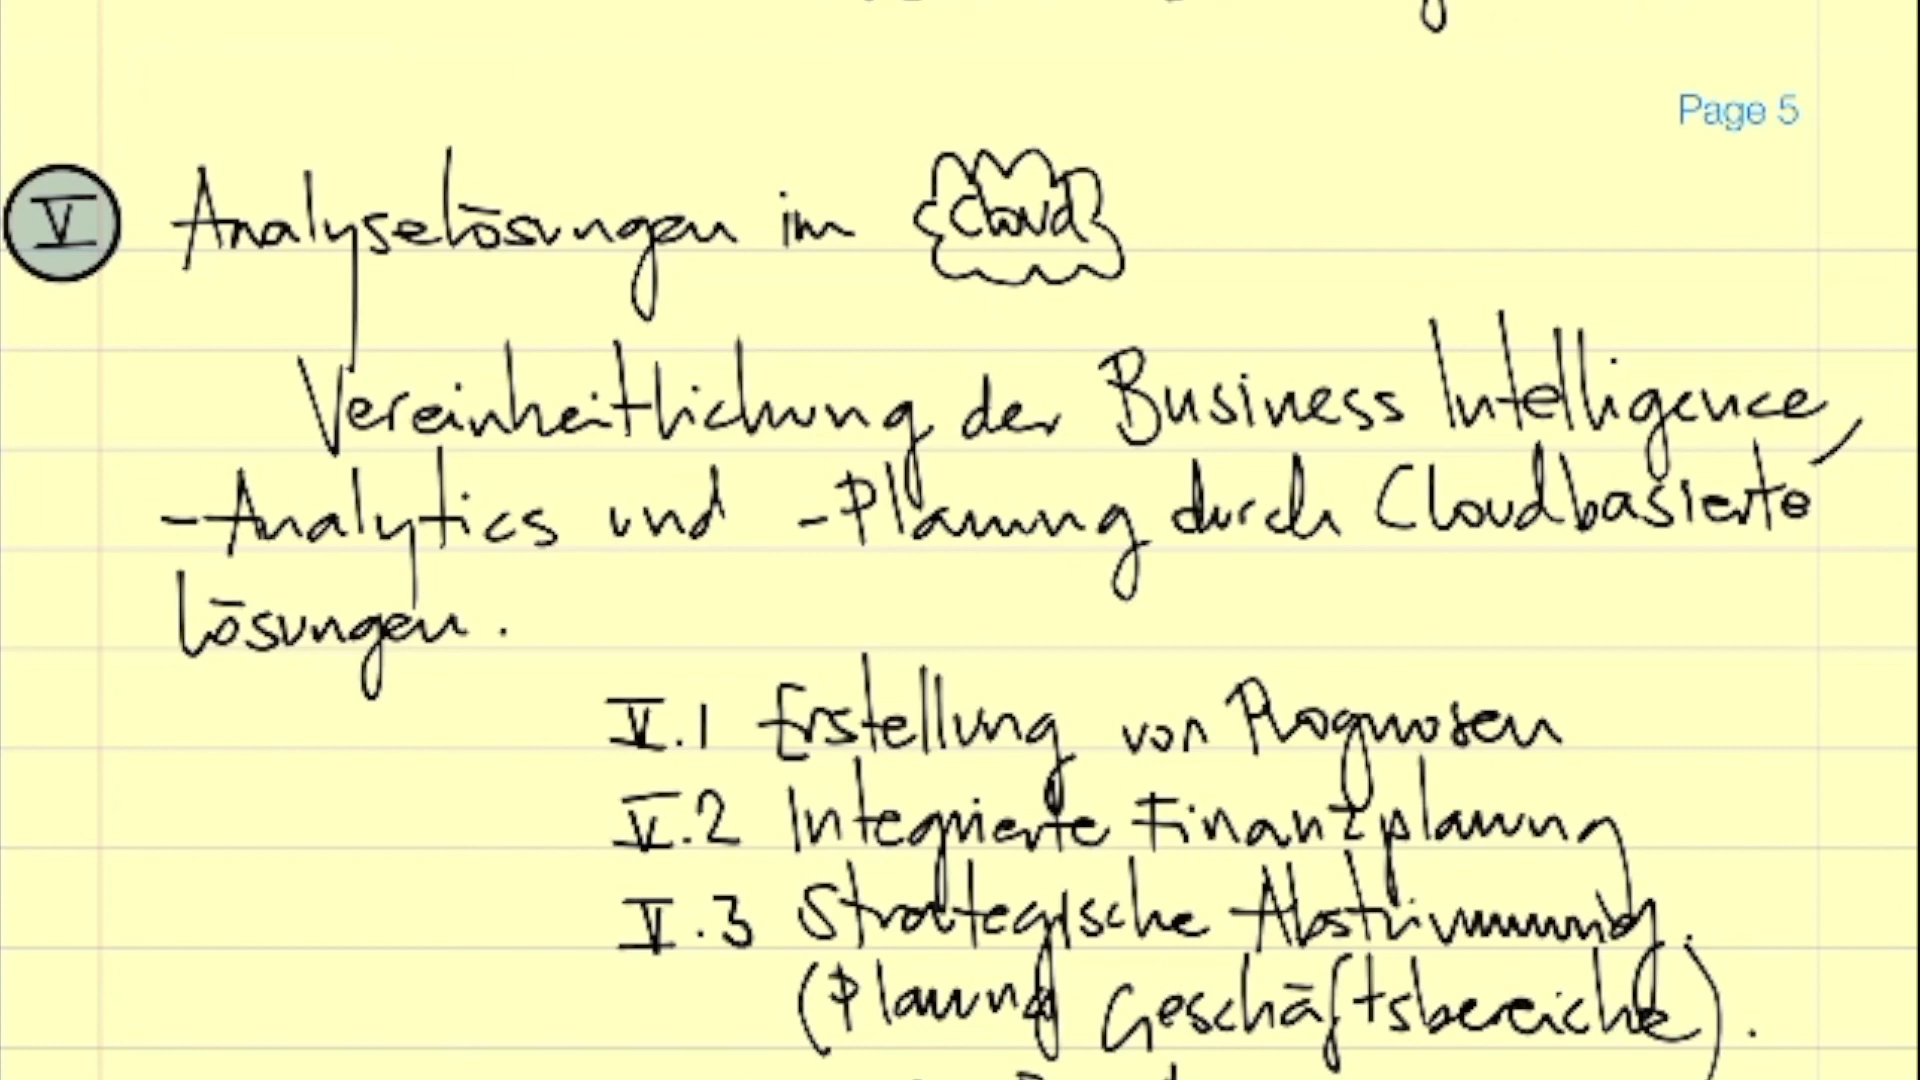 Page 5
V Analyselösungen im Cloud
Vereinheitlichung der Business Intelligence,
-Analytics und -Planung durch Cloudbasierte
Lösungen.
V.1 Erstellung von Prognosen
V.2 Integrierte Finanzplanung
V.3 Strategische Abstimmung
(Planung Geschäftsbereiche).